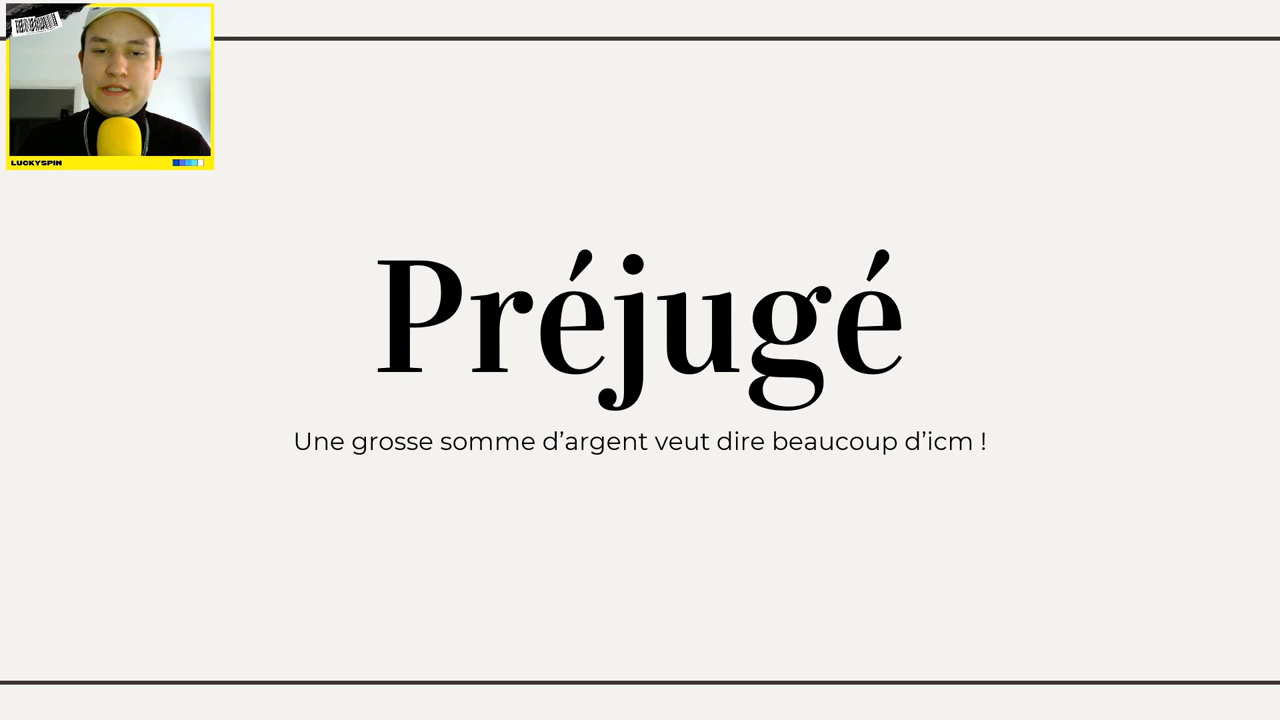 Préjugé
Une grosse somme d’argent veut dire beaucoup d’icm !
LUCKYSPIN